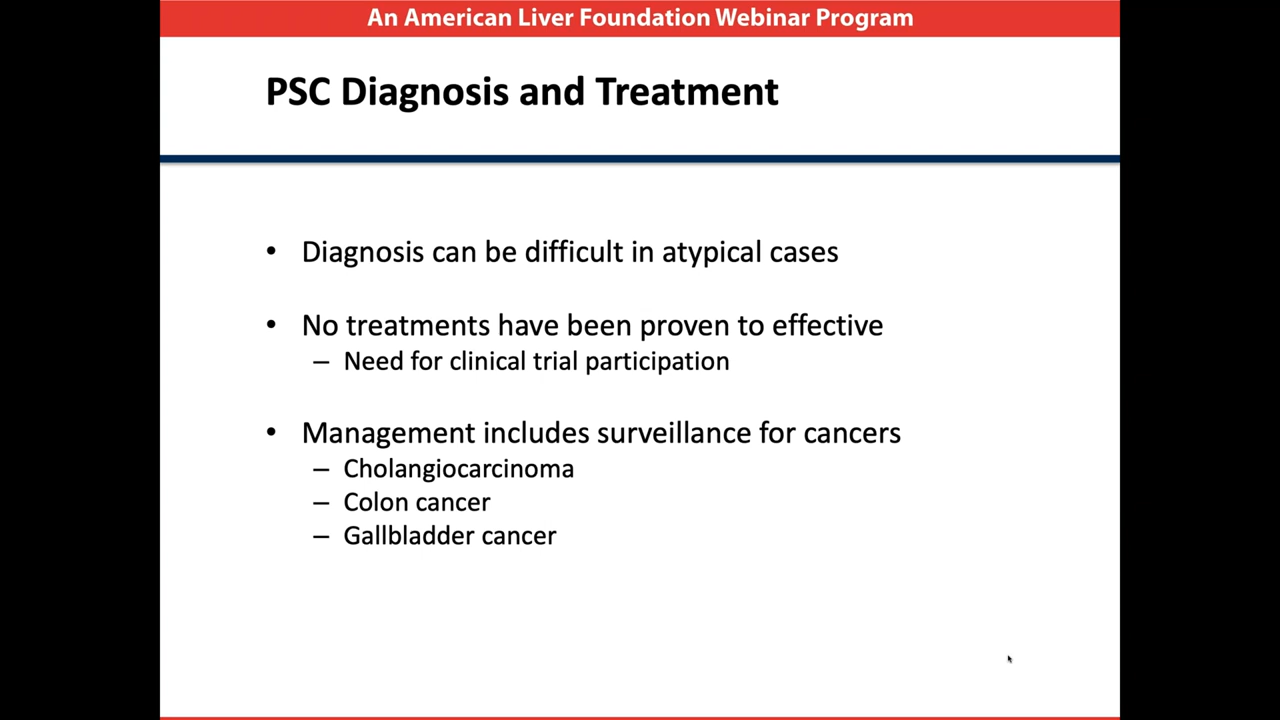 An American Liver Foundation Webinar Program
PSC Diagnosis and Treatment
• Diagnosis can be difficult in atypical cases
• No treatments have been proven to effective
– Need for clinical trial participation
• Management includes surveillance for cancers
– Cholangiocarcinoma
– Colon cancer
– Gallbladder cancer